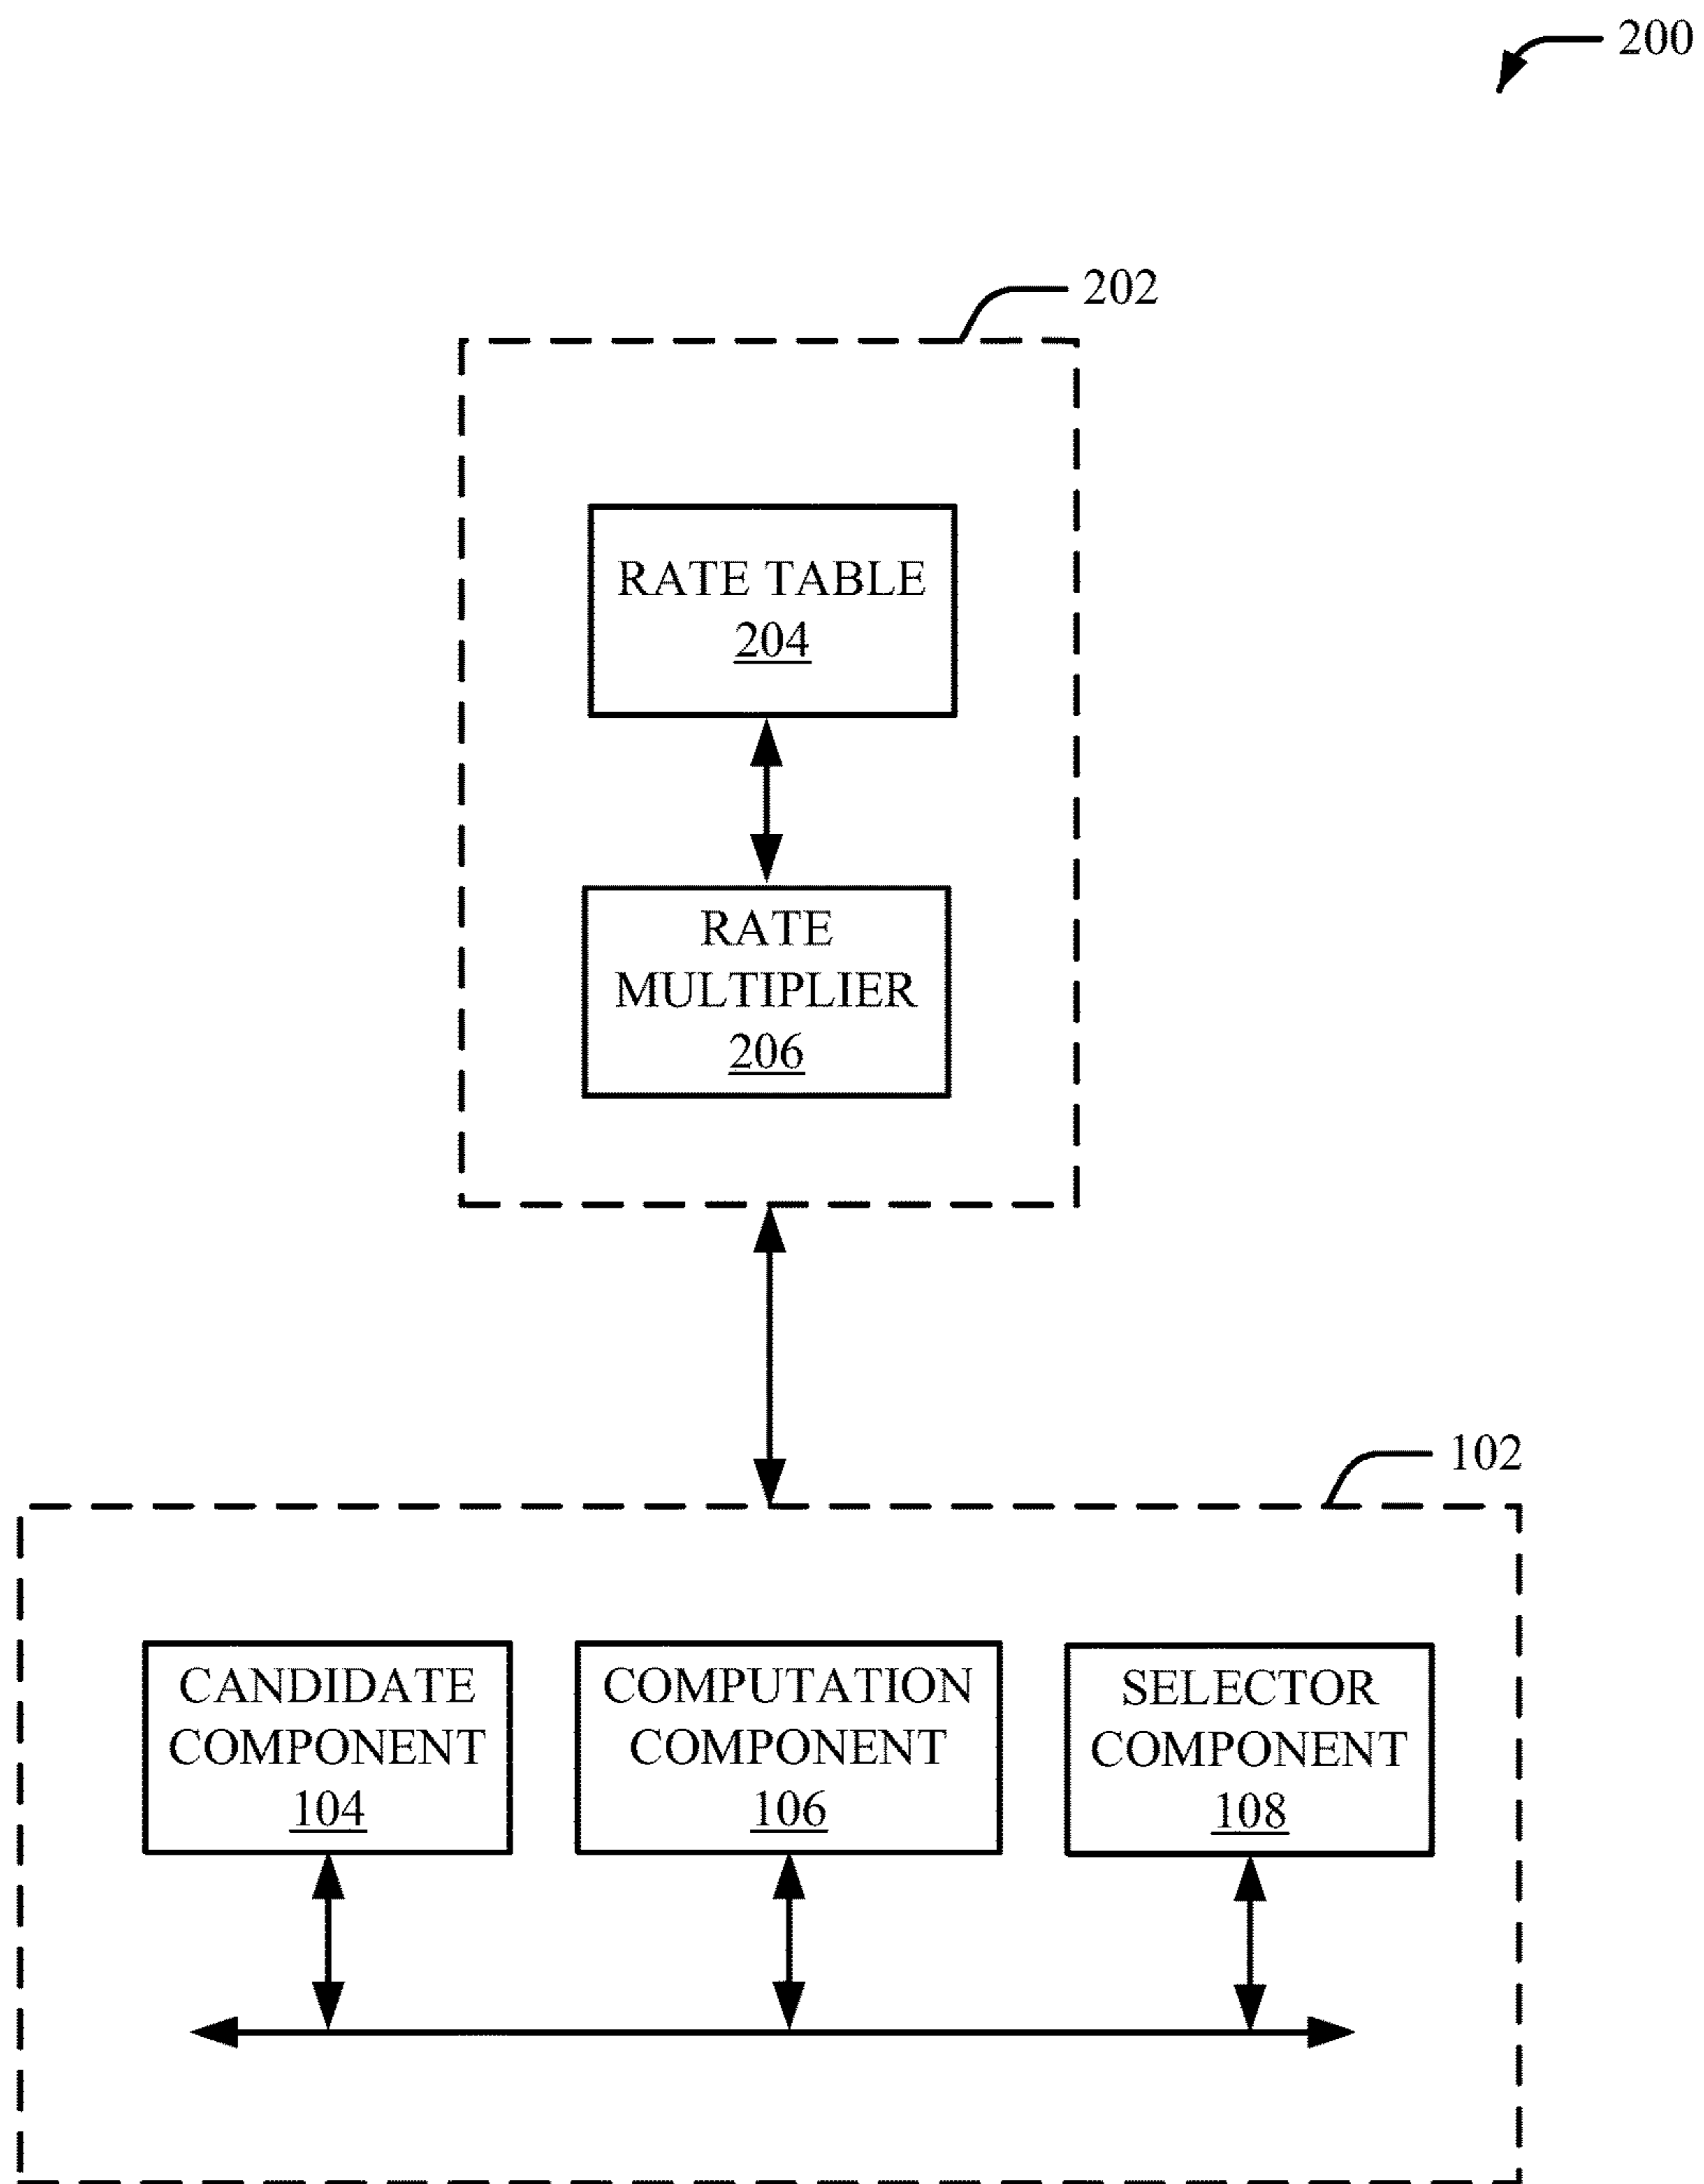 200
202
RATE TABLE
204
RATE
MULTIPLIER
206
102
CANDIDATE
COMPONENT
104
COMPUTATION
COMPONENT
106
SELECTOR
COMPONENT
108